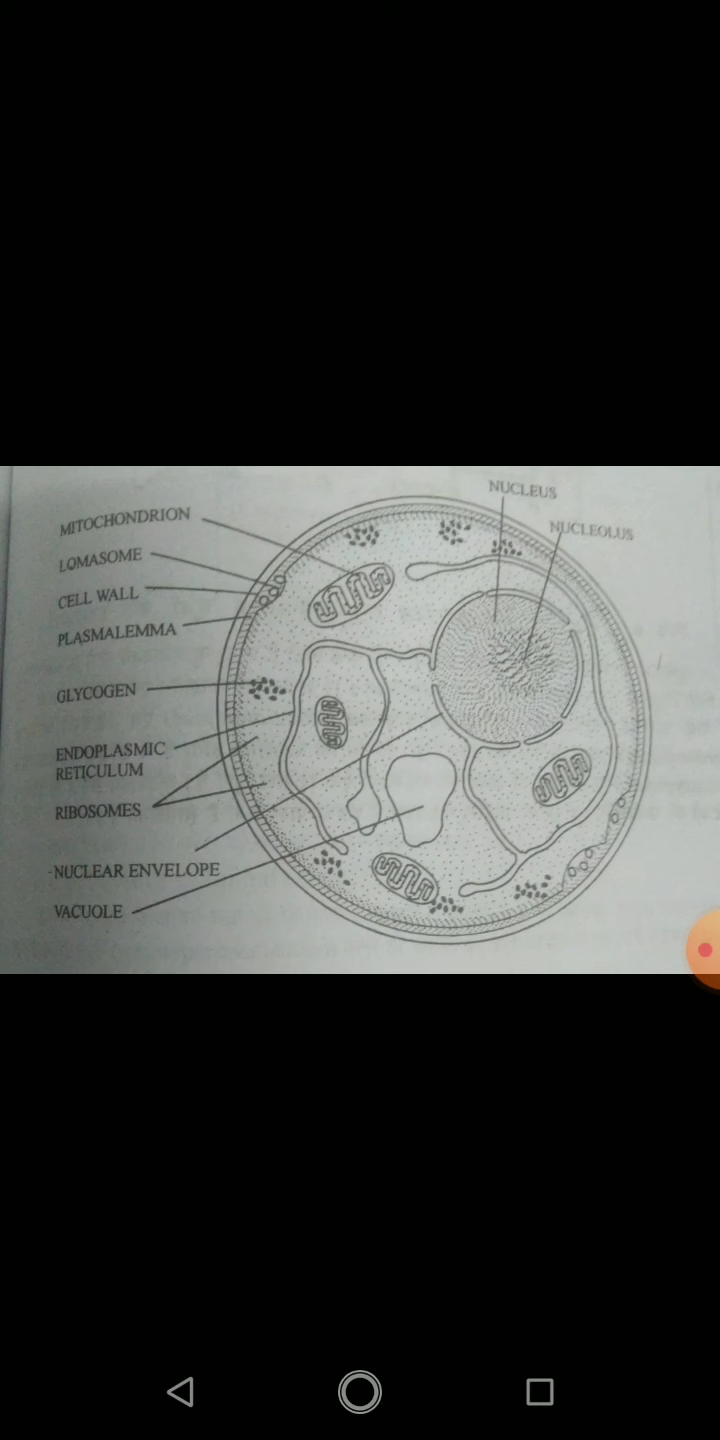 NUCLEUS
NUCLEOLUS
MITOCHONDRION
LOMASOME
CELL WALL
PLASMALEMMA
GLYCOGEN
ENDOPLASMIC
RETICULUM
RIBOSOMES
NUCLEAR ENVELOPE
VACUOLE